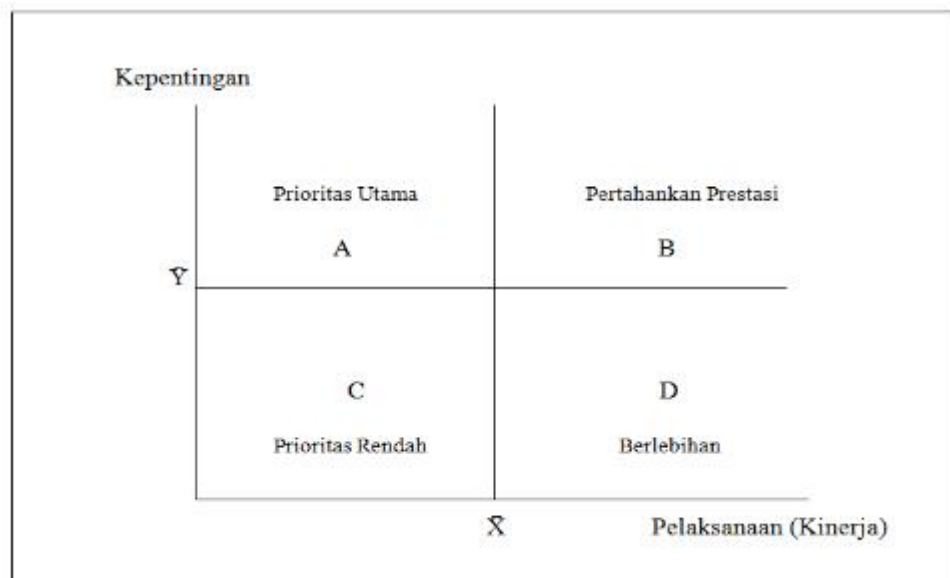 Kepentingan
Prioritas Utama
Pertahankan Prestasi
A
B
Ȳ
C
D
Prioritas Rendah
Berlebihan
X̄
Pelaksanaan (Kinerja)